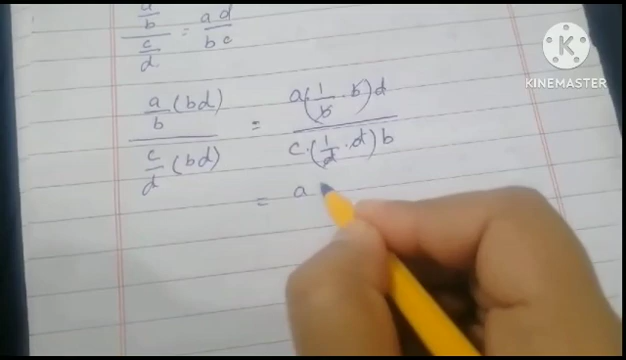 a/b / c/d = ad / bc
a/b (bd) / c/d (bd) = a(1/b · b)d / c·(1/d · d)b
= a
K
KINEMASTER